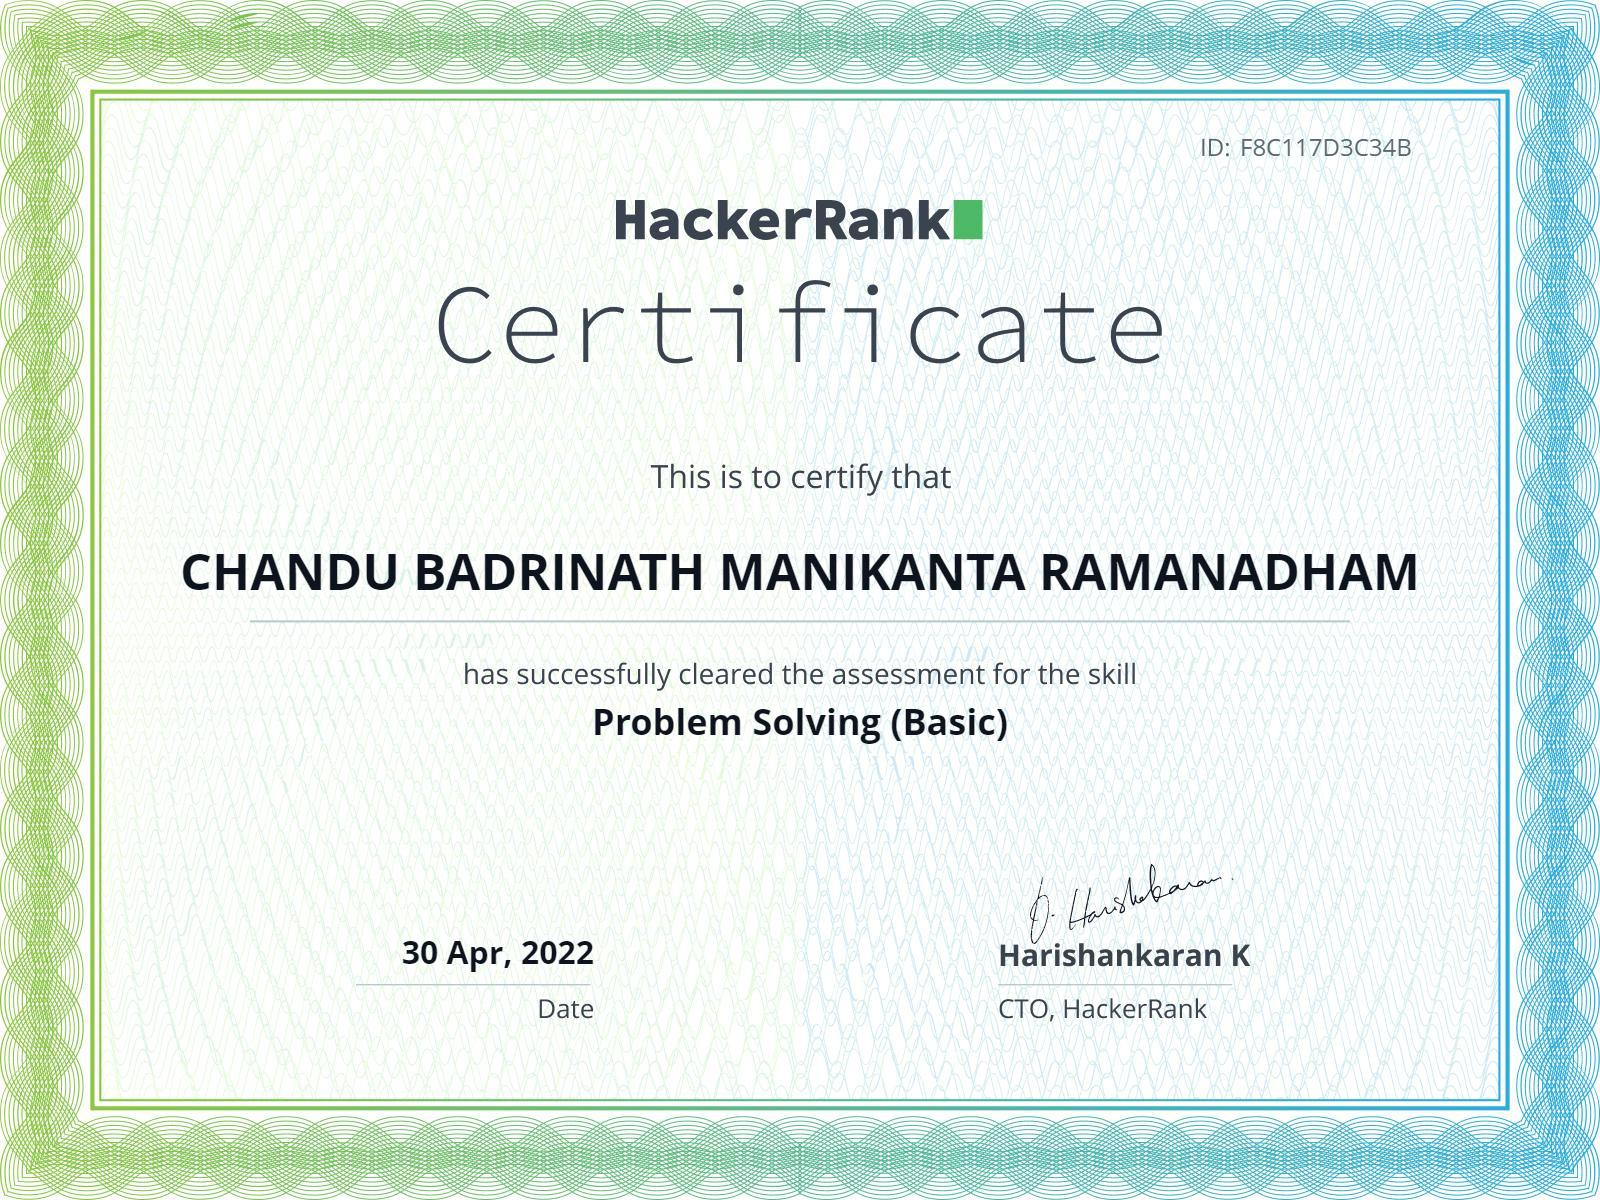 ID: F8C117D3C34B
HackerRank
Certificate
This is to certify that
CHANDU BADRINATH MANIKANTA RAMANADHAM
has successfully cleared the assessment for the skill
Problem Solving (Basic)
30 Apr, 2022
Date
Harishankaran K
CTO, HackerRank